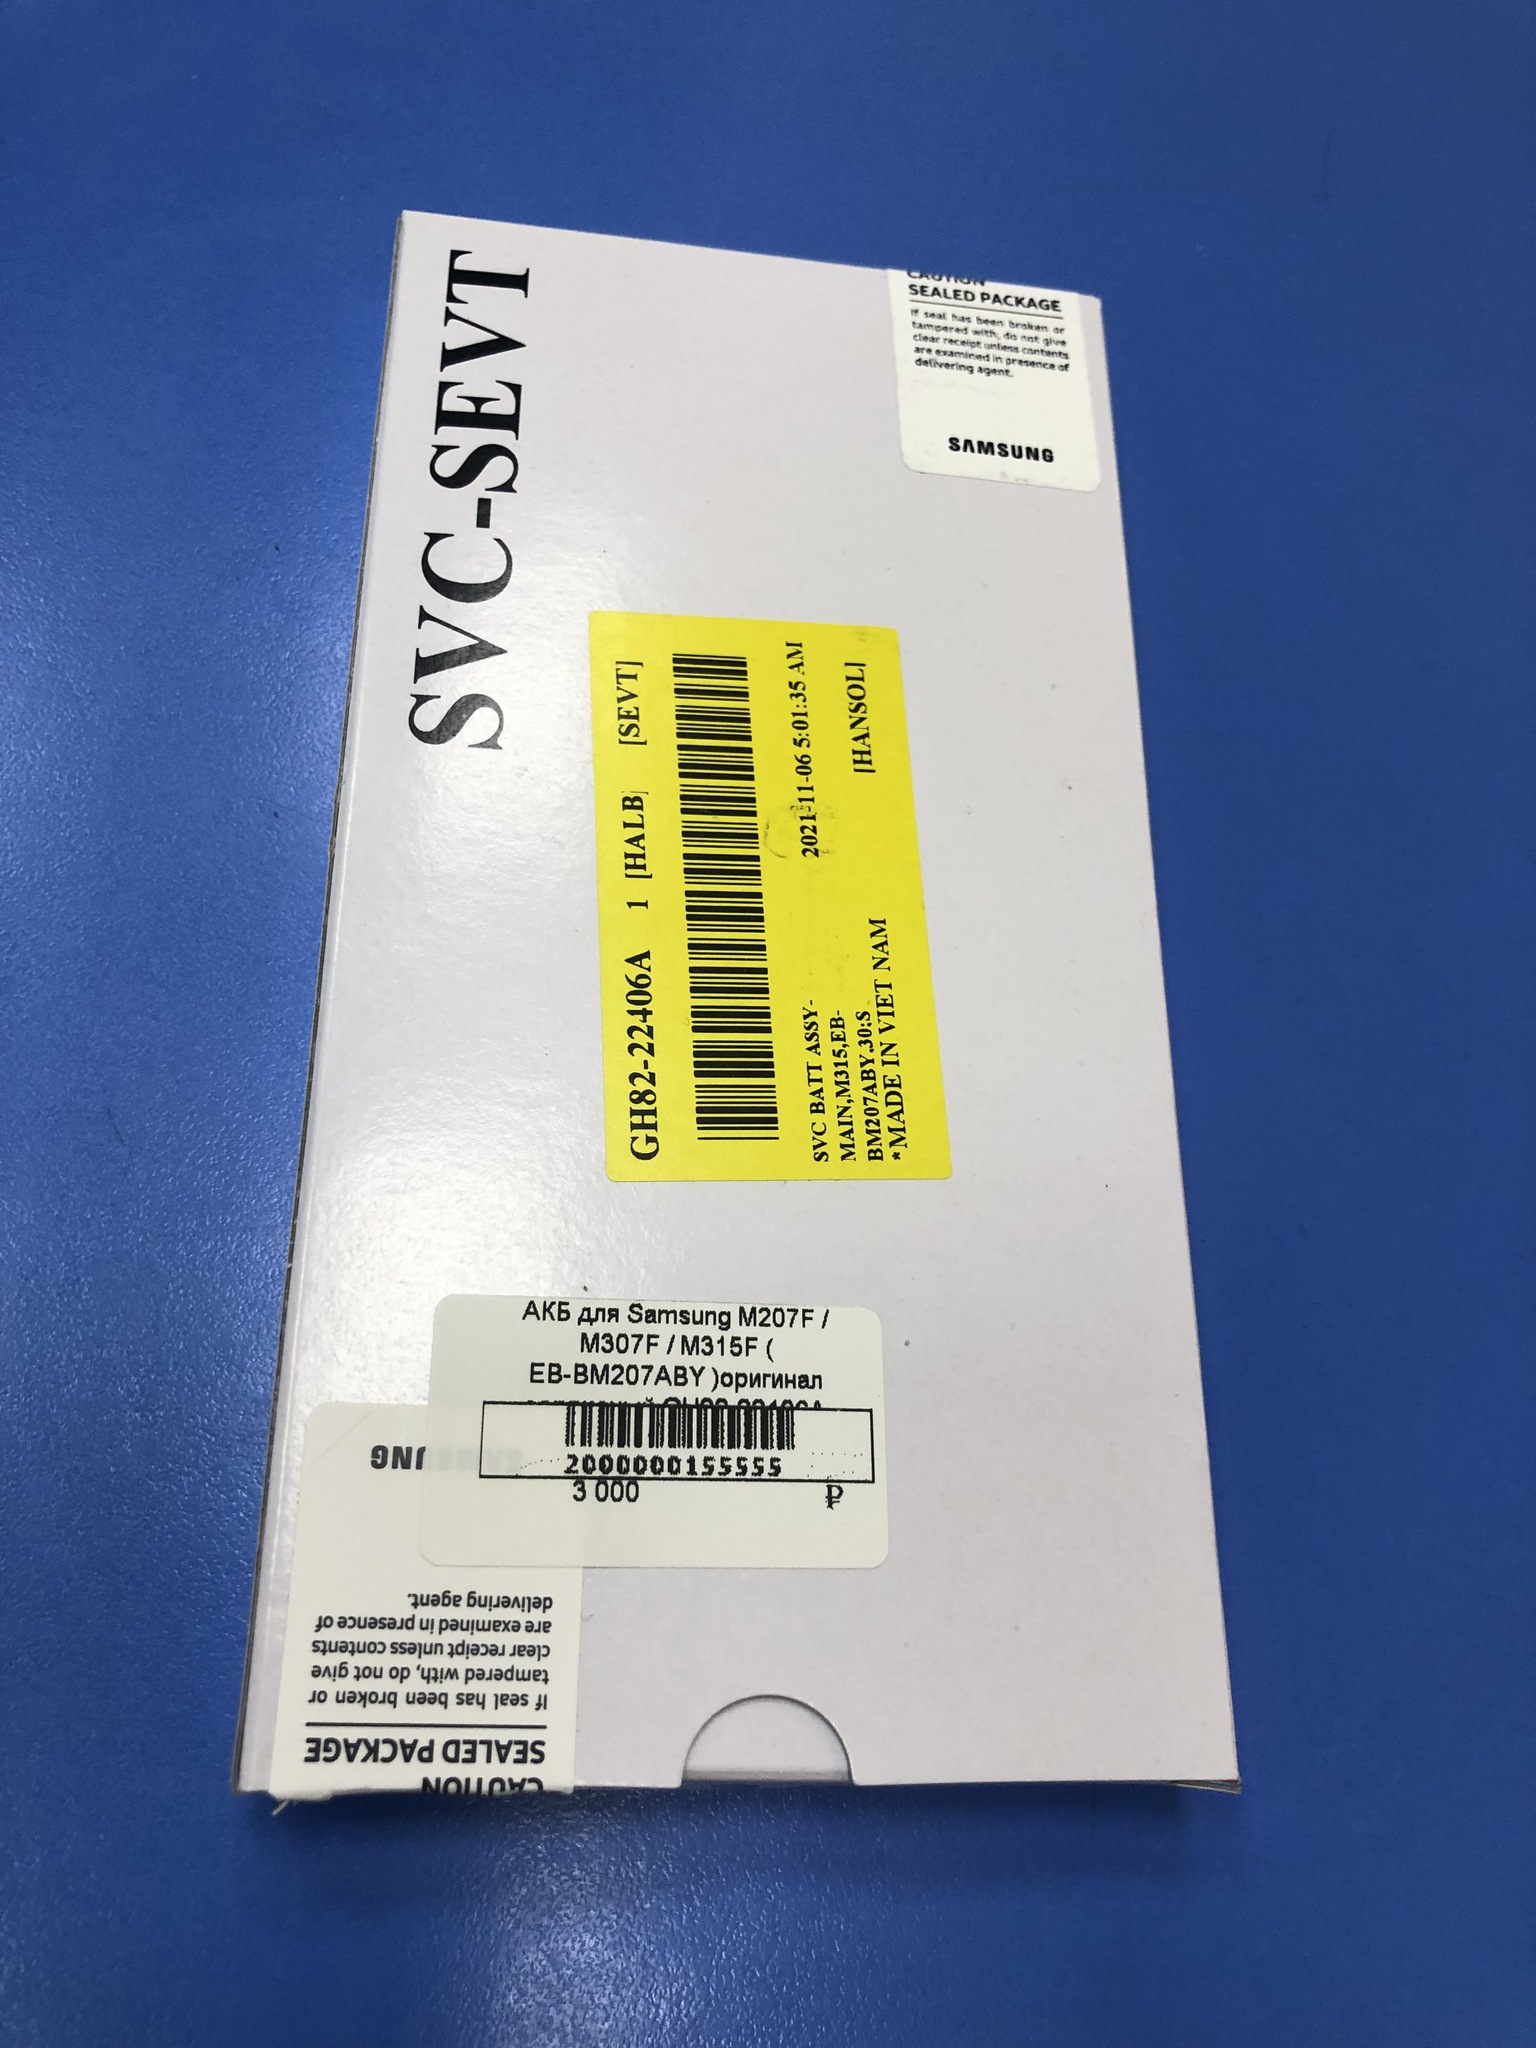 SVC-SEVT
CAUTION
SEALED PACKAGE
If seal has been broken or
tampered with, do not give
clear receipt unless contents
are examined in presence of
delivering agent.
SAMSUNG
GH82-22406A 1 [HALB] [SEVT]
2021-11-06 5:01:35 AM
SVC BATT ASSY-
MAIN,M315,EB-
BM207ABY.30:S
*MADE IN VIET NAM
[HANSOL]
АКБ для Samsung M207F /
M307F / M315F (
EB-BM207ABY )оригинал
GH82-22406A
2000000155555
3 000 ₽
CAUTION
SEALED PACKAGE
If seal has been broken or
tampered with, do not give
clear receipt unless contents
are examined in presence of
delivering agent.
SAMSUNG